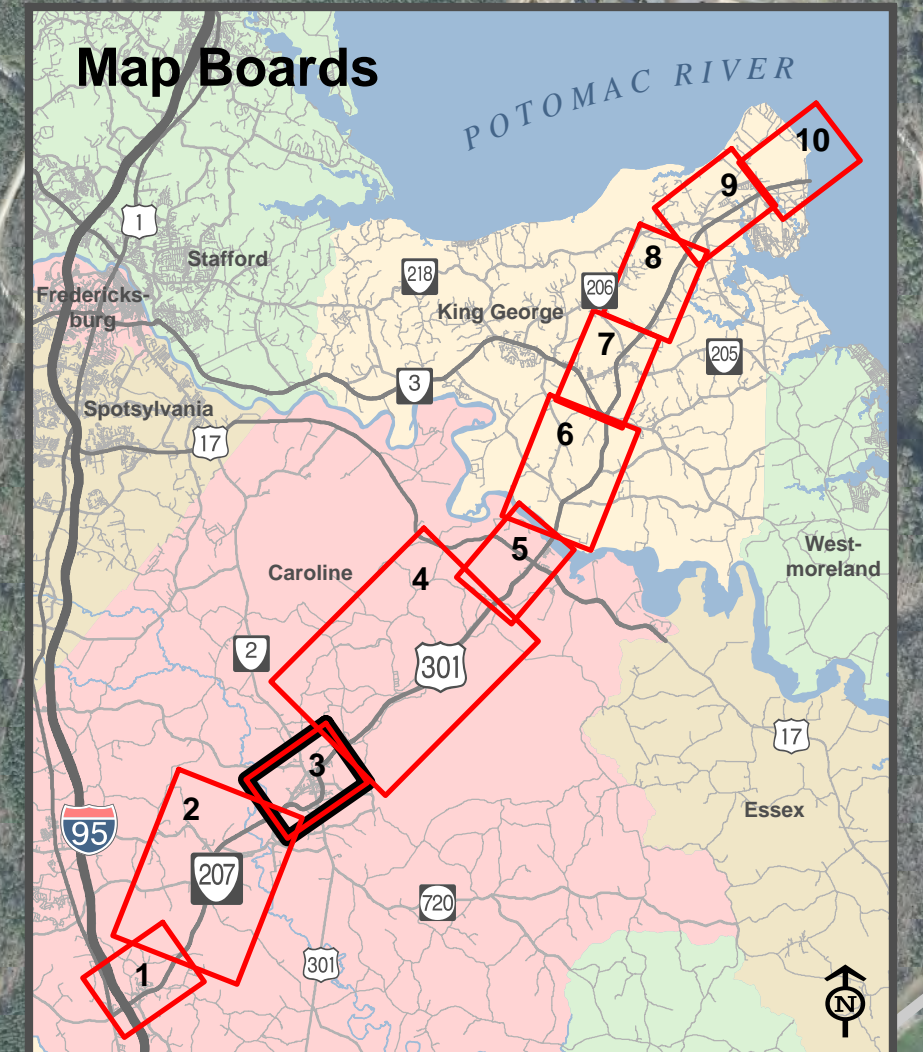 Map Boards
POTOMAC RIVER
10
9
1
8
Stafford
218
206
Fredericks-
burg
King George
7
205
3
Spotsylvania
17
6
5
West-
moreland
Caroline
4
2
301
17
3
2
Essex
95
207
720
301
1
N